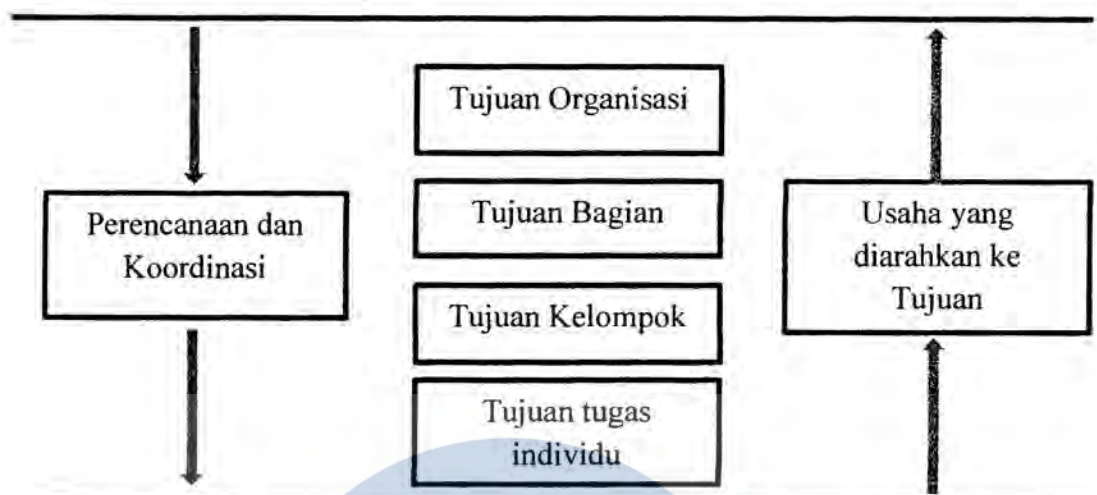 Tujuan Organisasi
Perencanaan dan
Koordinasi
Tujuan Bagian
Usaha yang
diarahkan ke
Tujuan
Tujuan Kelompok
Tujuan tugas
individu